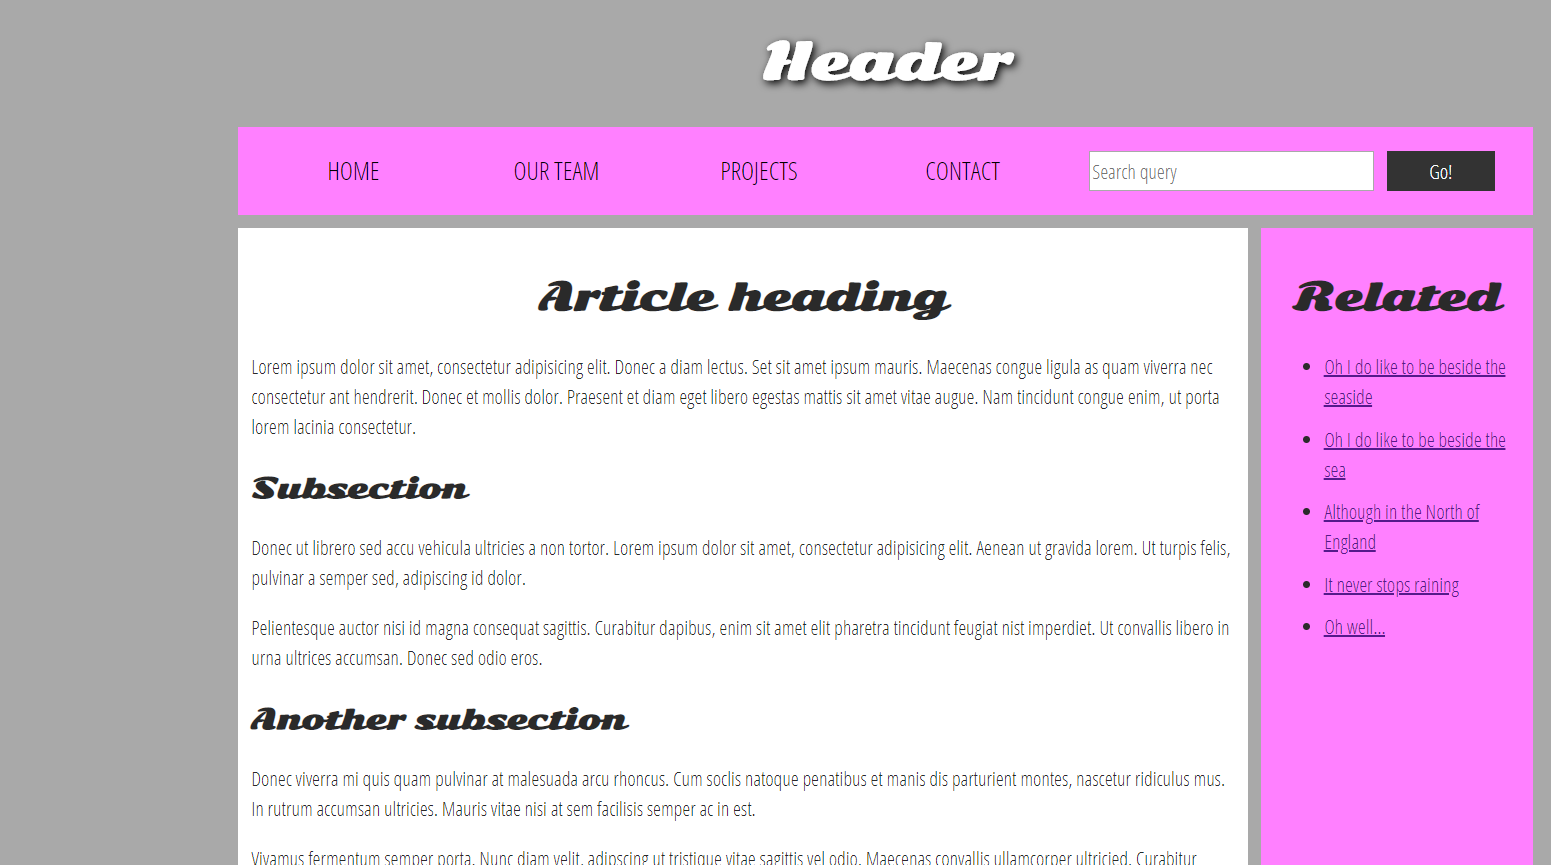 Header
HOME OUR TEAM PROJECTS CONTACT Search query Go!
Article heading
Lorem ipsum dolor sit amet, consectetur adipisicing elit. Donec a diam lectus. Set sit amet ipsum mauris. Maecenas congue ligula as quam viverra nec
consectetur ant hendrerit. Donec et mollis dolor. Praesent et diam eget libero egestas mattis sit amet vitae augue. Nam tincidunt congue enim, ut porta
lorem lacinia consectetur.
Subsection
Donec ut librero sed accu vehicula ultricies a non tortor. Lorem ipsum dolor sit amet, consectetur adipisicing elit. Aenean ut gravida lorem. Ut turpis felis,
pulvinar a semper sed, adipiscing id dolor.
Pelientesque auctor nisi id magna consequat sagittis. Curabitur dapibus, enim sit amet elit pharetra tincidunt feugiat nist imperdiet. Ut convallis libero in
urna ultrices accumsan. Donec sed odio eros.
Another subsection
Donec viverra mi quis quam pulvinar at malesuada arcu rhoncus. Cum soclis natoque penatibus et manis dis parturient montes, nascetur ridiculus mus.
In rutrum accumsan ultricies. Mauris vitae nisi at sem facilisis semper ac in est.
Vivamus fermentum semper porta. Nunc diam velit, adipscing ut tristique vitae sagittis vel odio. Maecenas convallis ullamcorper ultricied. Curabitur
Related
Oh I do like to be beside the
seaside
Oh I do like to be beside the
sea
Although in the North of
England
It never stops raining
Oh well...